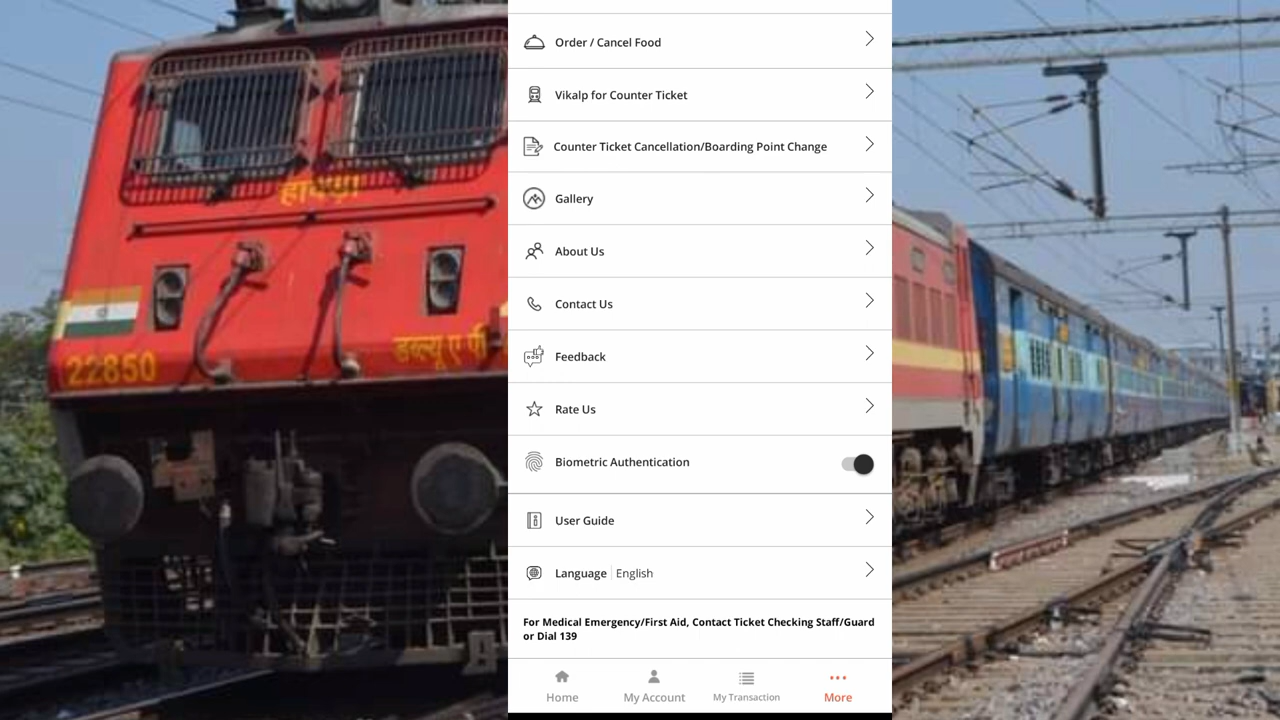 हावड़ा
22850
डब्ल्यू ए पी
Order / Cancel Food
Vikalp for Counter Ticket
Counter Ticket Cancellation/Boarding Point Change
Gallery
About Us
Contact Us
Feedback
Rate Us
Biometric Authentication
User Guide
Language English
For Medical Emergency/First Aid, Contact Ticket Checking Staff/Guard
or Dial 139
Home
My Account
My Transaction
More